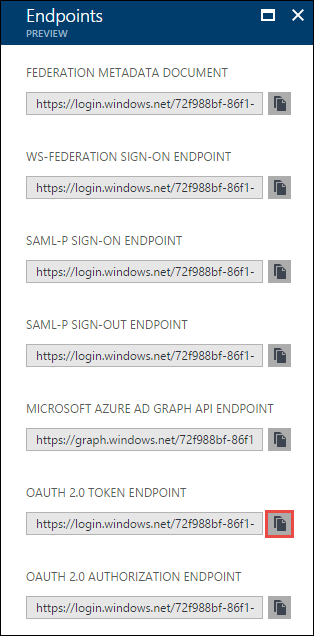 Endpoints
PREVIEW
FEDERATION METADATA DOCUMENT
https://login.windows.net/72f988bf-86f1-
WS-FEDERATION SIGN-ON ENDPOINT
https://login.windows.net/72f988bf-86f1-
SAML-P SIGN-ON ENDPOINT
https://login.windows.net/72f988bf-86f1-
SAML-P SIGN-OUT ENDPOINT
https://login.windows.net/72f988bf-86f1-
MICROSOFT AZURE AD GRAPH API ENDPOINT
https://graph.windows.net/72f988bf-86f1
OAUTH 2.0 TOKEN ENDPOINT
https://login.windows.net/72f988bf-86f1-
OAUTH 2.0 AUTHORIZATION ENDPOINT
https://login.windows.net/72f988bf-86f1-